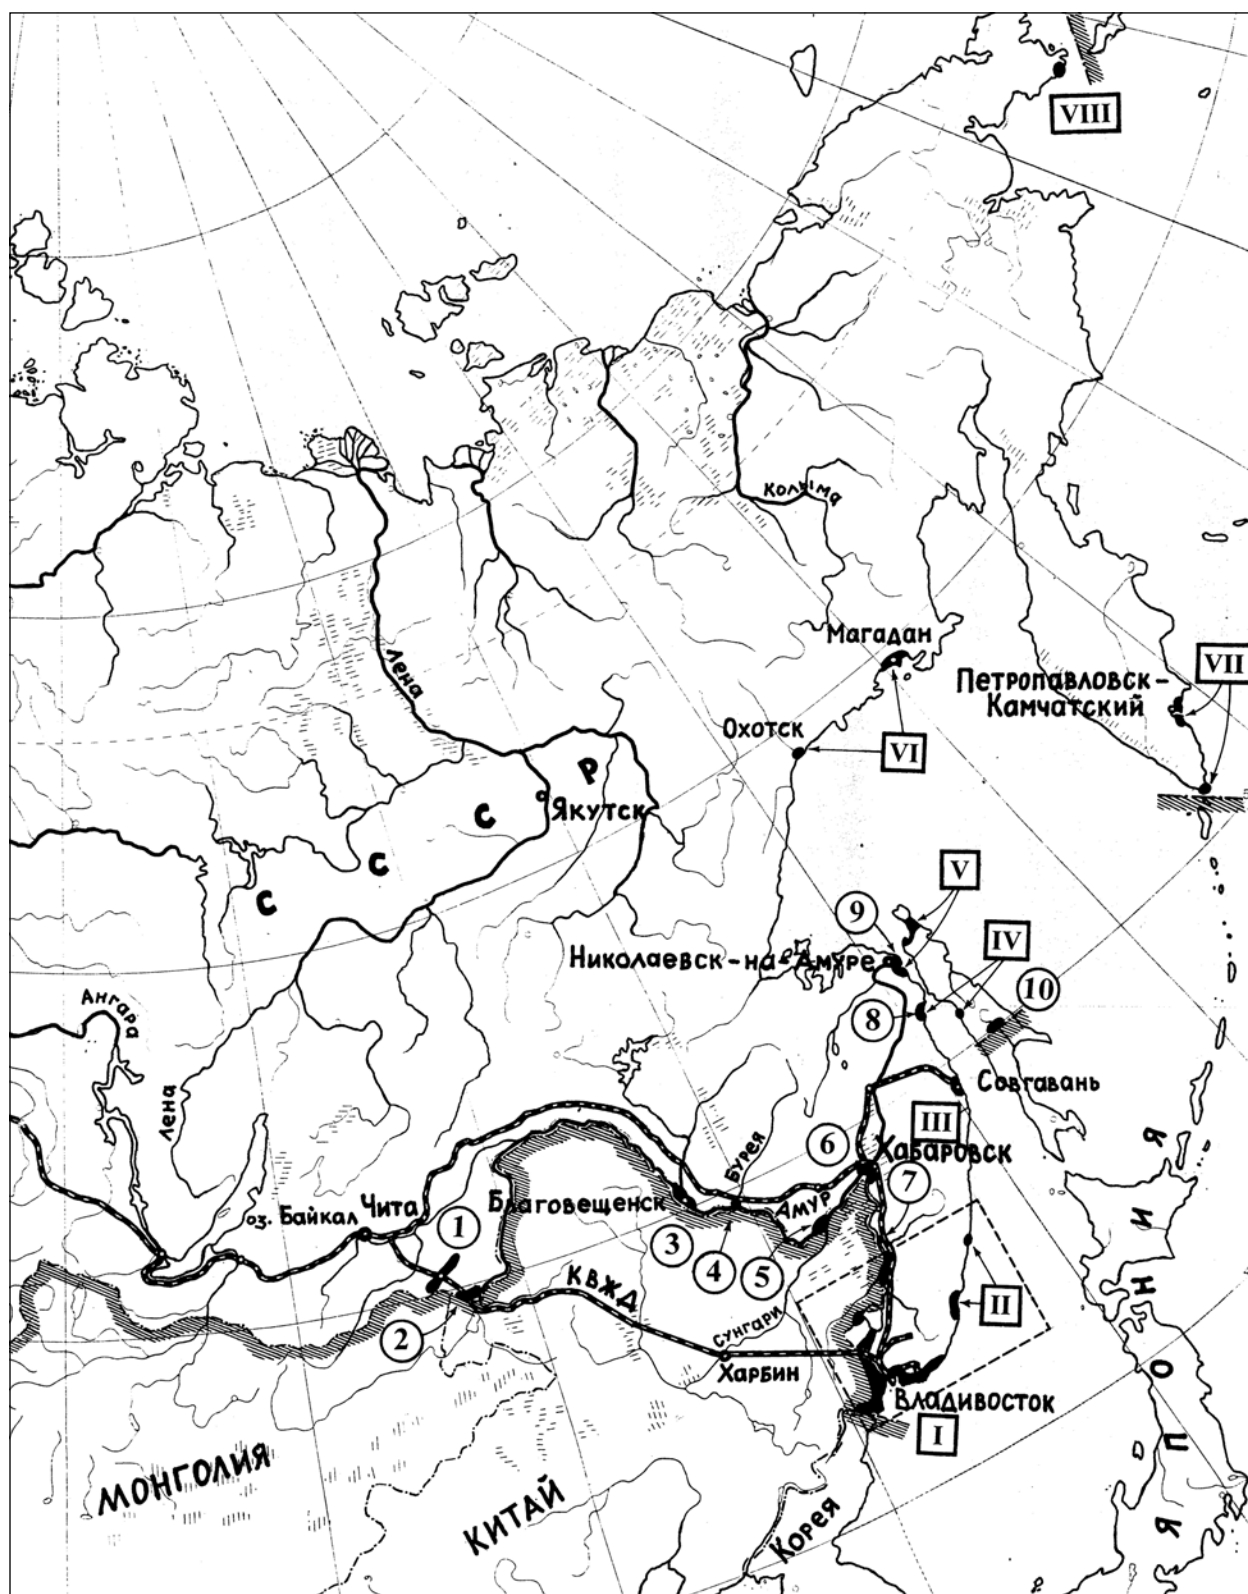 VIII
Колыма
Магадан
VII
Петропавловск-
Камчатский
Лена
Охотск
VI
С С С Р
Якутск
V
9
IV
Николаевск-на-Амуре
10
8
Ангара
Совгавань
Лена
III
6
Хабаровск
Бурея
7
Чита
Благовещенск
Амур
оз. Байкал
1
3
4
5
КВЖД
II
2
Сунгари
Харбин
Владивосток
I
МОНГОЛИЯ
КИТАЙ
Корея
ЯПОНИЯ